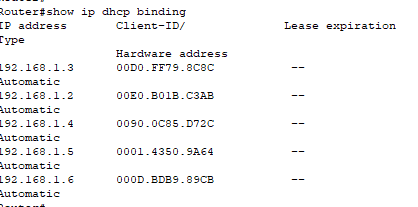 Router#show ip dhcp binding
IP address Client-ID/ Lease expiration
Type
Hardware address
192.168.1.3 00D0.FF79.8C8C --
Automatic
192.168.1.2 00E0.B01B.C3AB --
Automatic
192.168.1.4 0090.0C85.D72C --
Automatic
192.168.1.5 0001.4350.9A64 --
Automatic
192.168.1.6 000D.BDB9.89CB --
Automatic